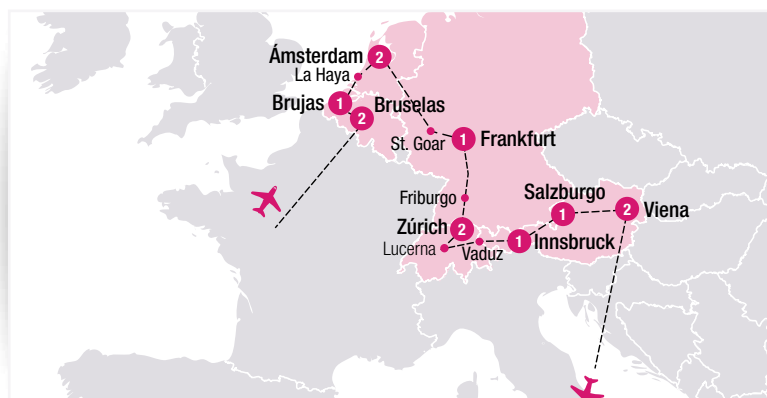 Ámsterdam
2
La Haya
Brujas
1
Bruselas
2
St. Goar
1
Frankfurt
Friburgo
Zúrich
2
Lucerna
Vaduz
1
Innsbruck
Salzburgo
1
2
Viena